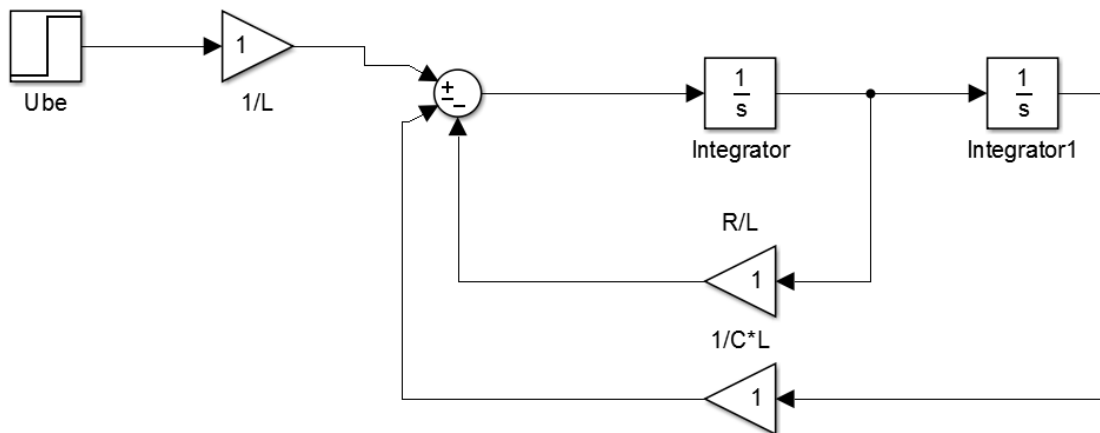 Ube
1
1/L
+
−
−
1
s
Integrator
1
s
Integrator1
R/L
1
1/C*L
1